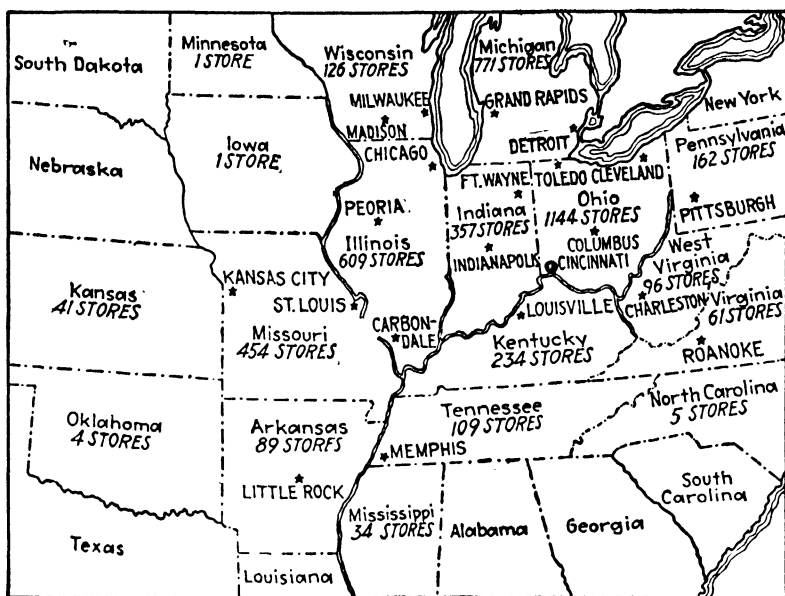 Minnesota
1 STORE
South Dakota
Wisconsin
126 STORES
Michigan
771 STORES
MILWAUKEE
MADISON
GRAND RAPIDS
DETROIT
New York
Iowa
1 STORE
Nebraska
CHICAGO
Pennsylvania
162 STORES
FT. WAYNE
TOLEDO
CLEVELAND
PEORIA
Illinois
609 STORES
Indiana
357 STORES
INDIANAPOLIS
Ohio
1144 STORES
COLUMBUS
CINCINNATI
PITTSBURGH
West
Virginia
96 STORES
CHARLESTON
Virginia
61 STORES
ROANOKE
Kansas
41 STORES
KANSAS CITY
ST. LOUIS
Missouri
454 STORES
CARBON-
DALE
LOUISVILLE
Kentucky
234 STORES
Oklahoma
4 STORES
Arkansas
89 STORES
LITTLE ROCK
Tennessee
109 STORES
MEMPHIS
North Carolina
5 STORES
South
Carolina
Mississippi
34 STORES
Alabama
Georgia
Texas
Louisiana